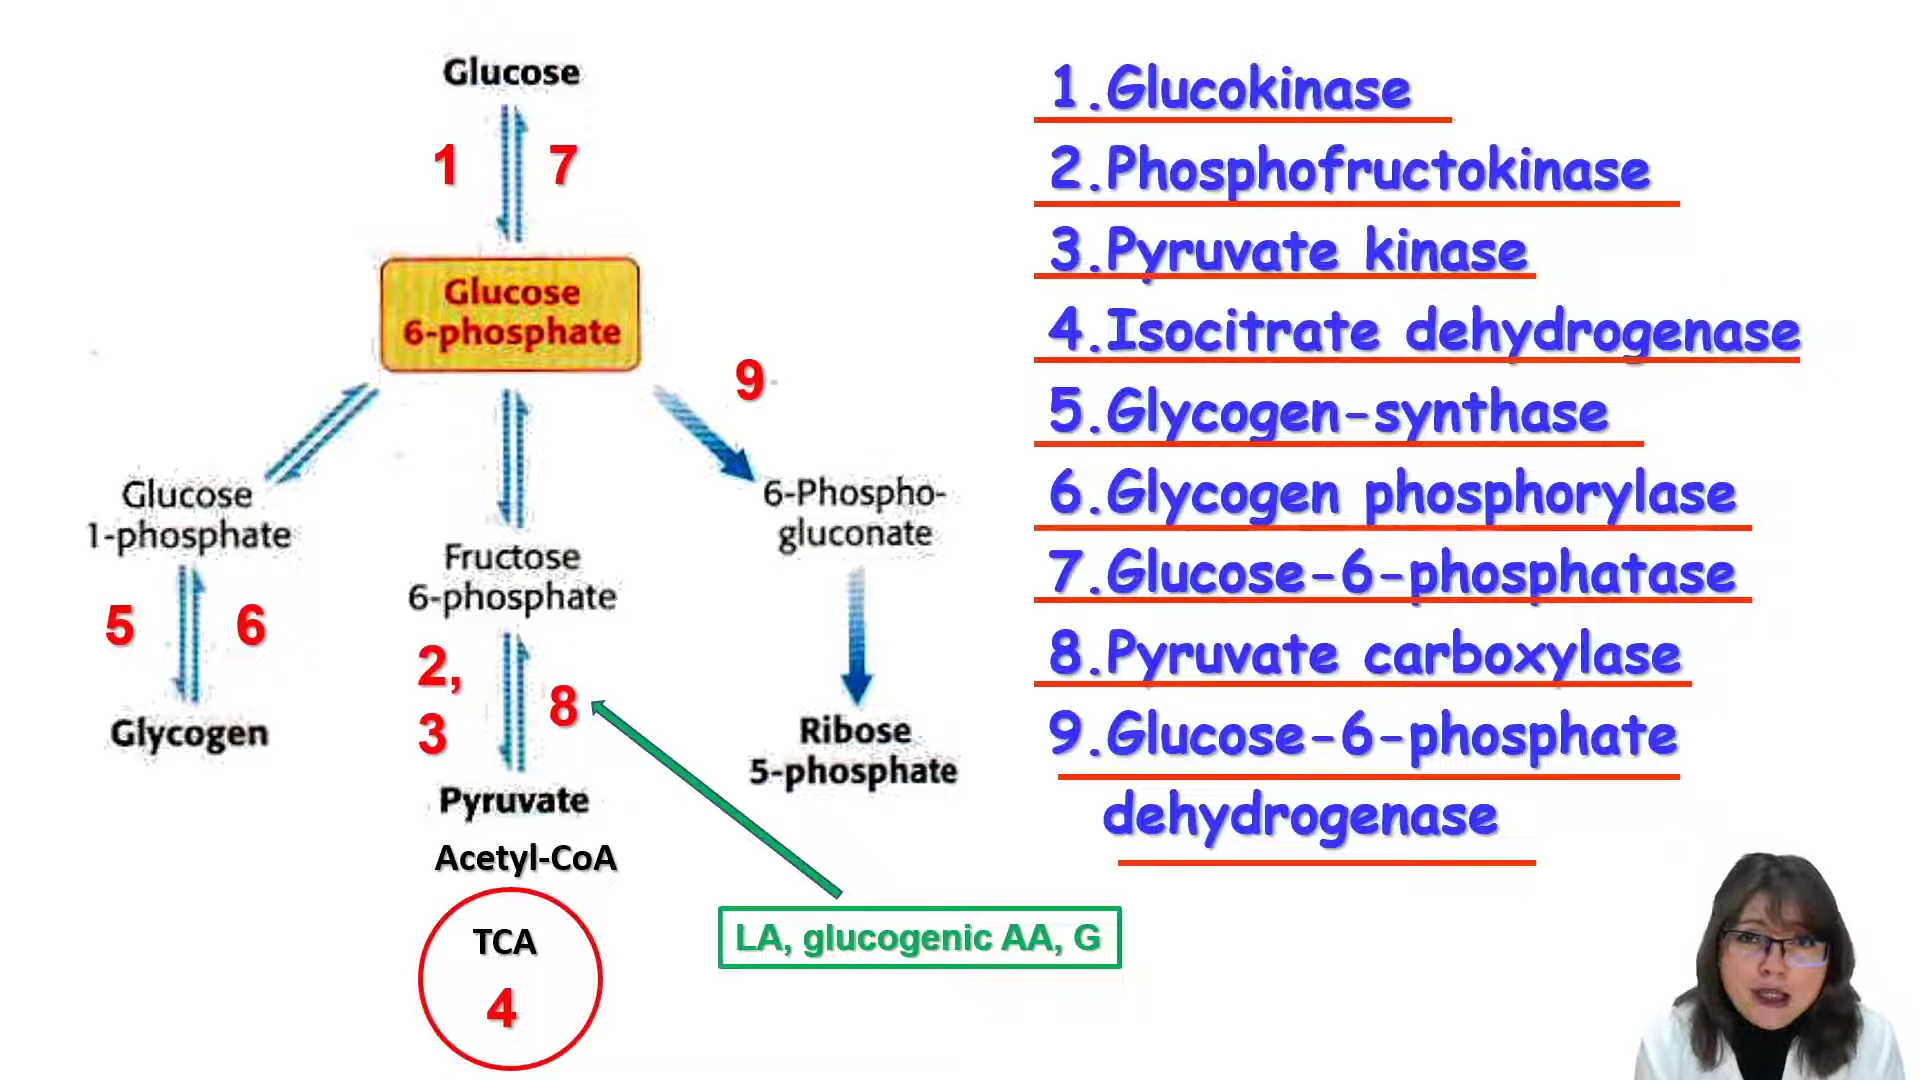 Glucose
1
7
Glucose
6-phosphate
9
Glucose
1-phosphate
Fructose
6-phosphate
6-Phospho-
gluconate
5
6
2,
3
8
Glycogen
Pyruvate
Ribose
5-phosphate
Acetyl-CoA
TCA
4
LA, glucogenic AA, G
1.Glucokinase
2.Phosphofructokinase
3.Pyruvate kinase
4.Isocitrate dehydrogenase
5.Glycogen-synthase
6.Glycogen phosphorylase
7.Glucose-6-phosphatase
8.Pyruvate carboxylase
9.Glucose-6-phosphate
dehydrogenase